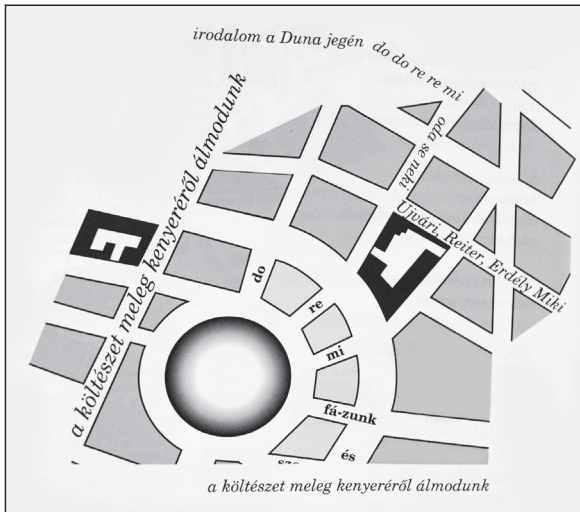 irodalom a Duna jegén do do re re mi
oda se neki
a költészet meleg kenyeréről álmodunk
Ujvári, Reiter, Erdély Miki
do
re
mi
fá-zunk
és
a költészet meleg kenyeréről álmodunk